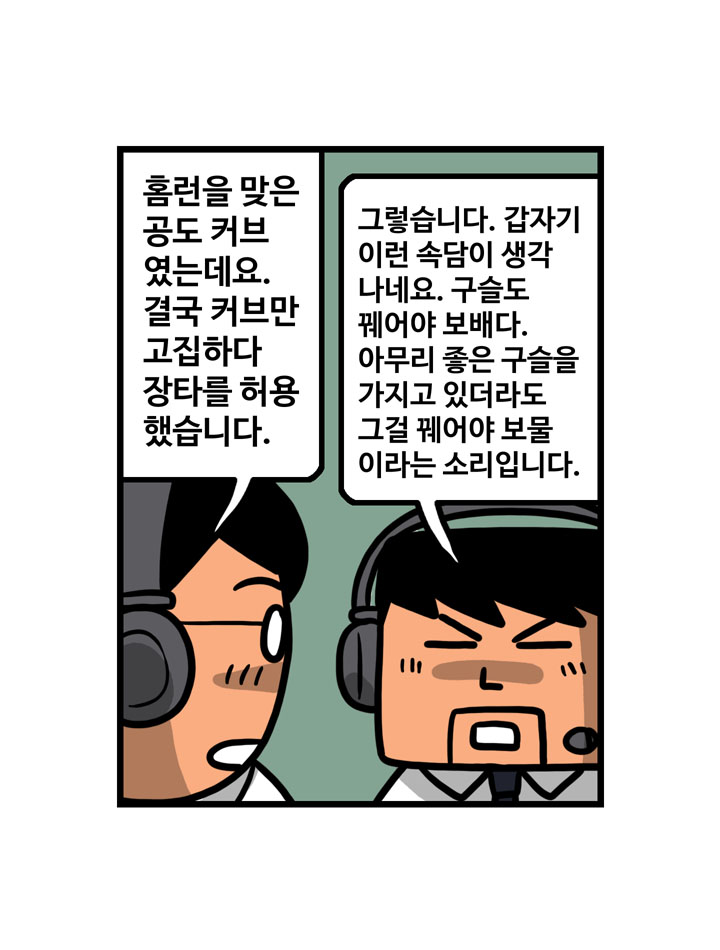 홈런을 맞은
공도 커브
였는데요.
결국 커브만
고집하다
장타를 허용
했습니다.
그렇습니다. 갑자기
이런 속담이 생각
나네요. 구슬도
꿰어야 보배다.
아무리 좋은 구슬을
가지고 있더라도
그걸 꿰어야 보물
이라는 소리입니다.